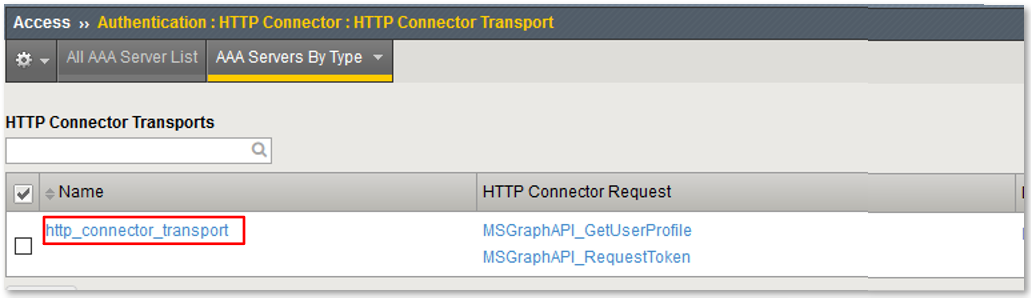 Access ›› Authentication : HTTP Connector : HTTP Connector Transport
All AAA Server List AAA Servers By Type
HTTP Connector Transports
Name HTTP Connector Request
http_connector_transport MSGraphAPI_GetUserProfile
MSGraphAPI_RequestToken